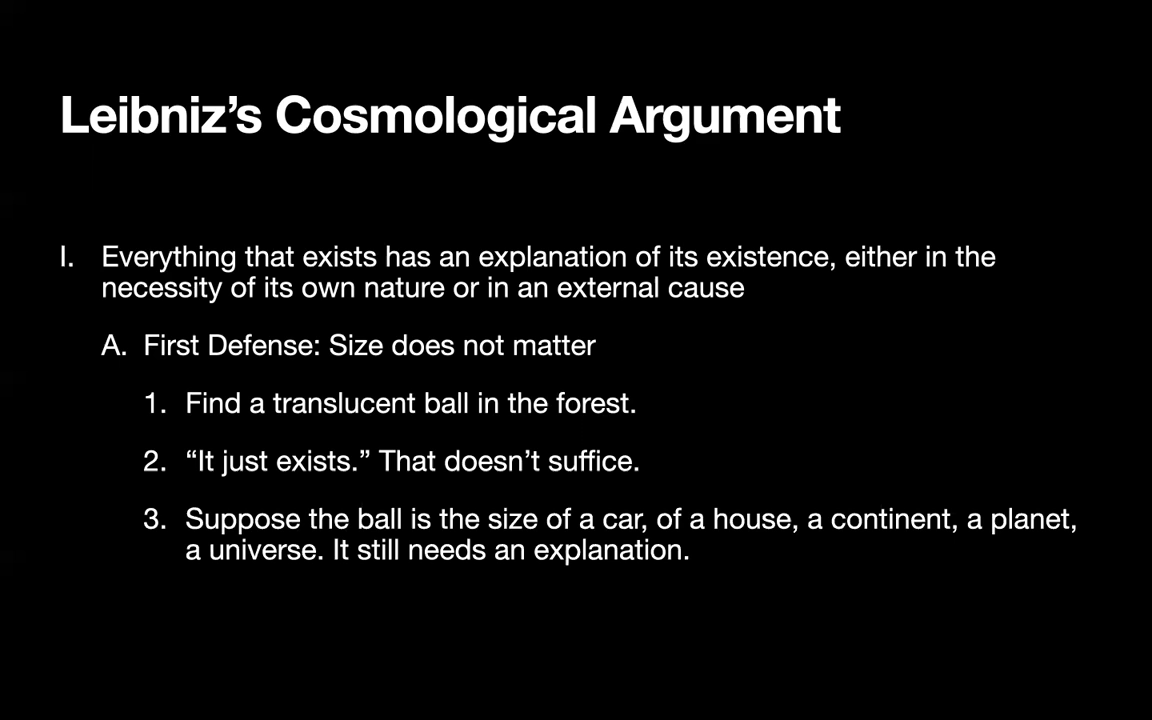 Leibniz’s Cosmological Argument
I. Everything that exists has an explanation of its existence, either in the
necessity of its own nature or in an external cause
A. First Defense: Size does not matter
1. Find a translucent ball in the forest.
2. “It just exists.” That doesn’t suffice.
3. Suppose the ball is the size of a car, of a house, a continent, a planet,
a universe. It still needs an explanation.